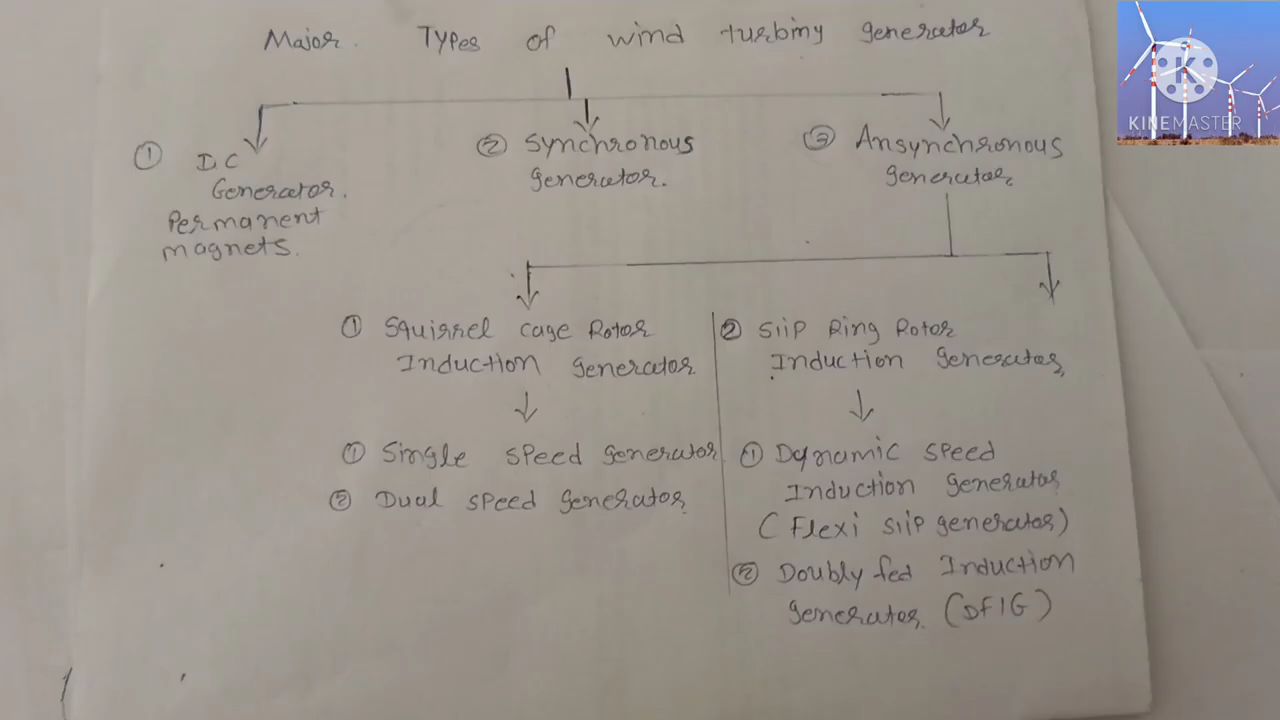 Major. Types of wind turbiny generator
① DC
Generator.
Permanent
magnets.
② Synchronous
generator.
③ Ansynchronous
generator.
① Squirrel cage Rotor
Induction generator
① Single speed generator
② Dual speed generator.
② Slip Ring Rotor
Induction generator
① Dynamic speed
Induction generator
(Flexi slip generator)
② Doubly fed Induction
generator. (DFIG)
K
KINEMASTER